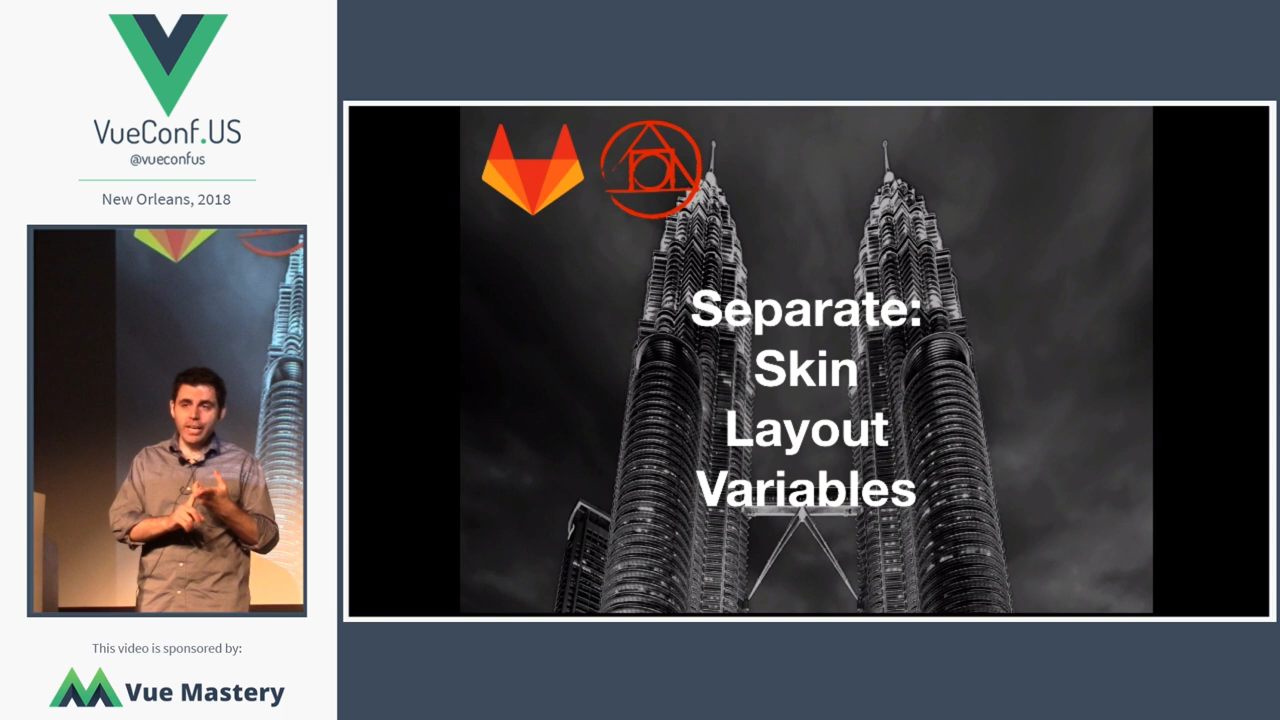 VueConf.US
@vueconfus
New Orleans, 2018
This video is sponsored by:
Vue Mastery
Separate:
Skin
Layout
Variables